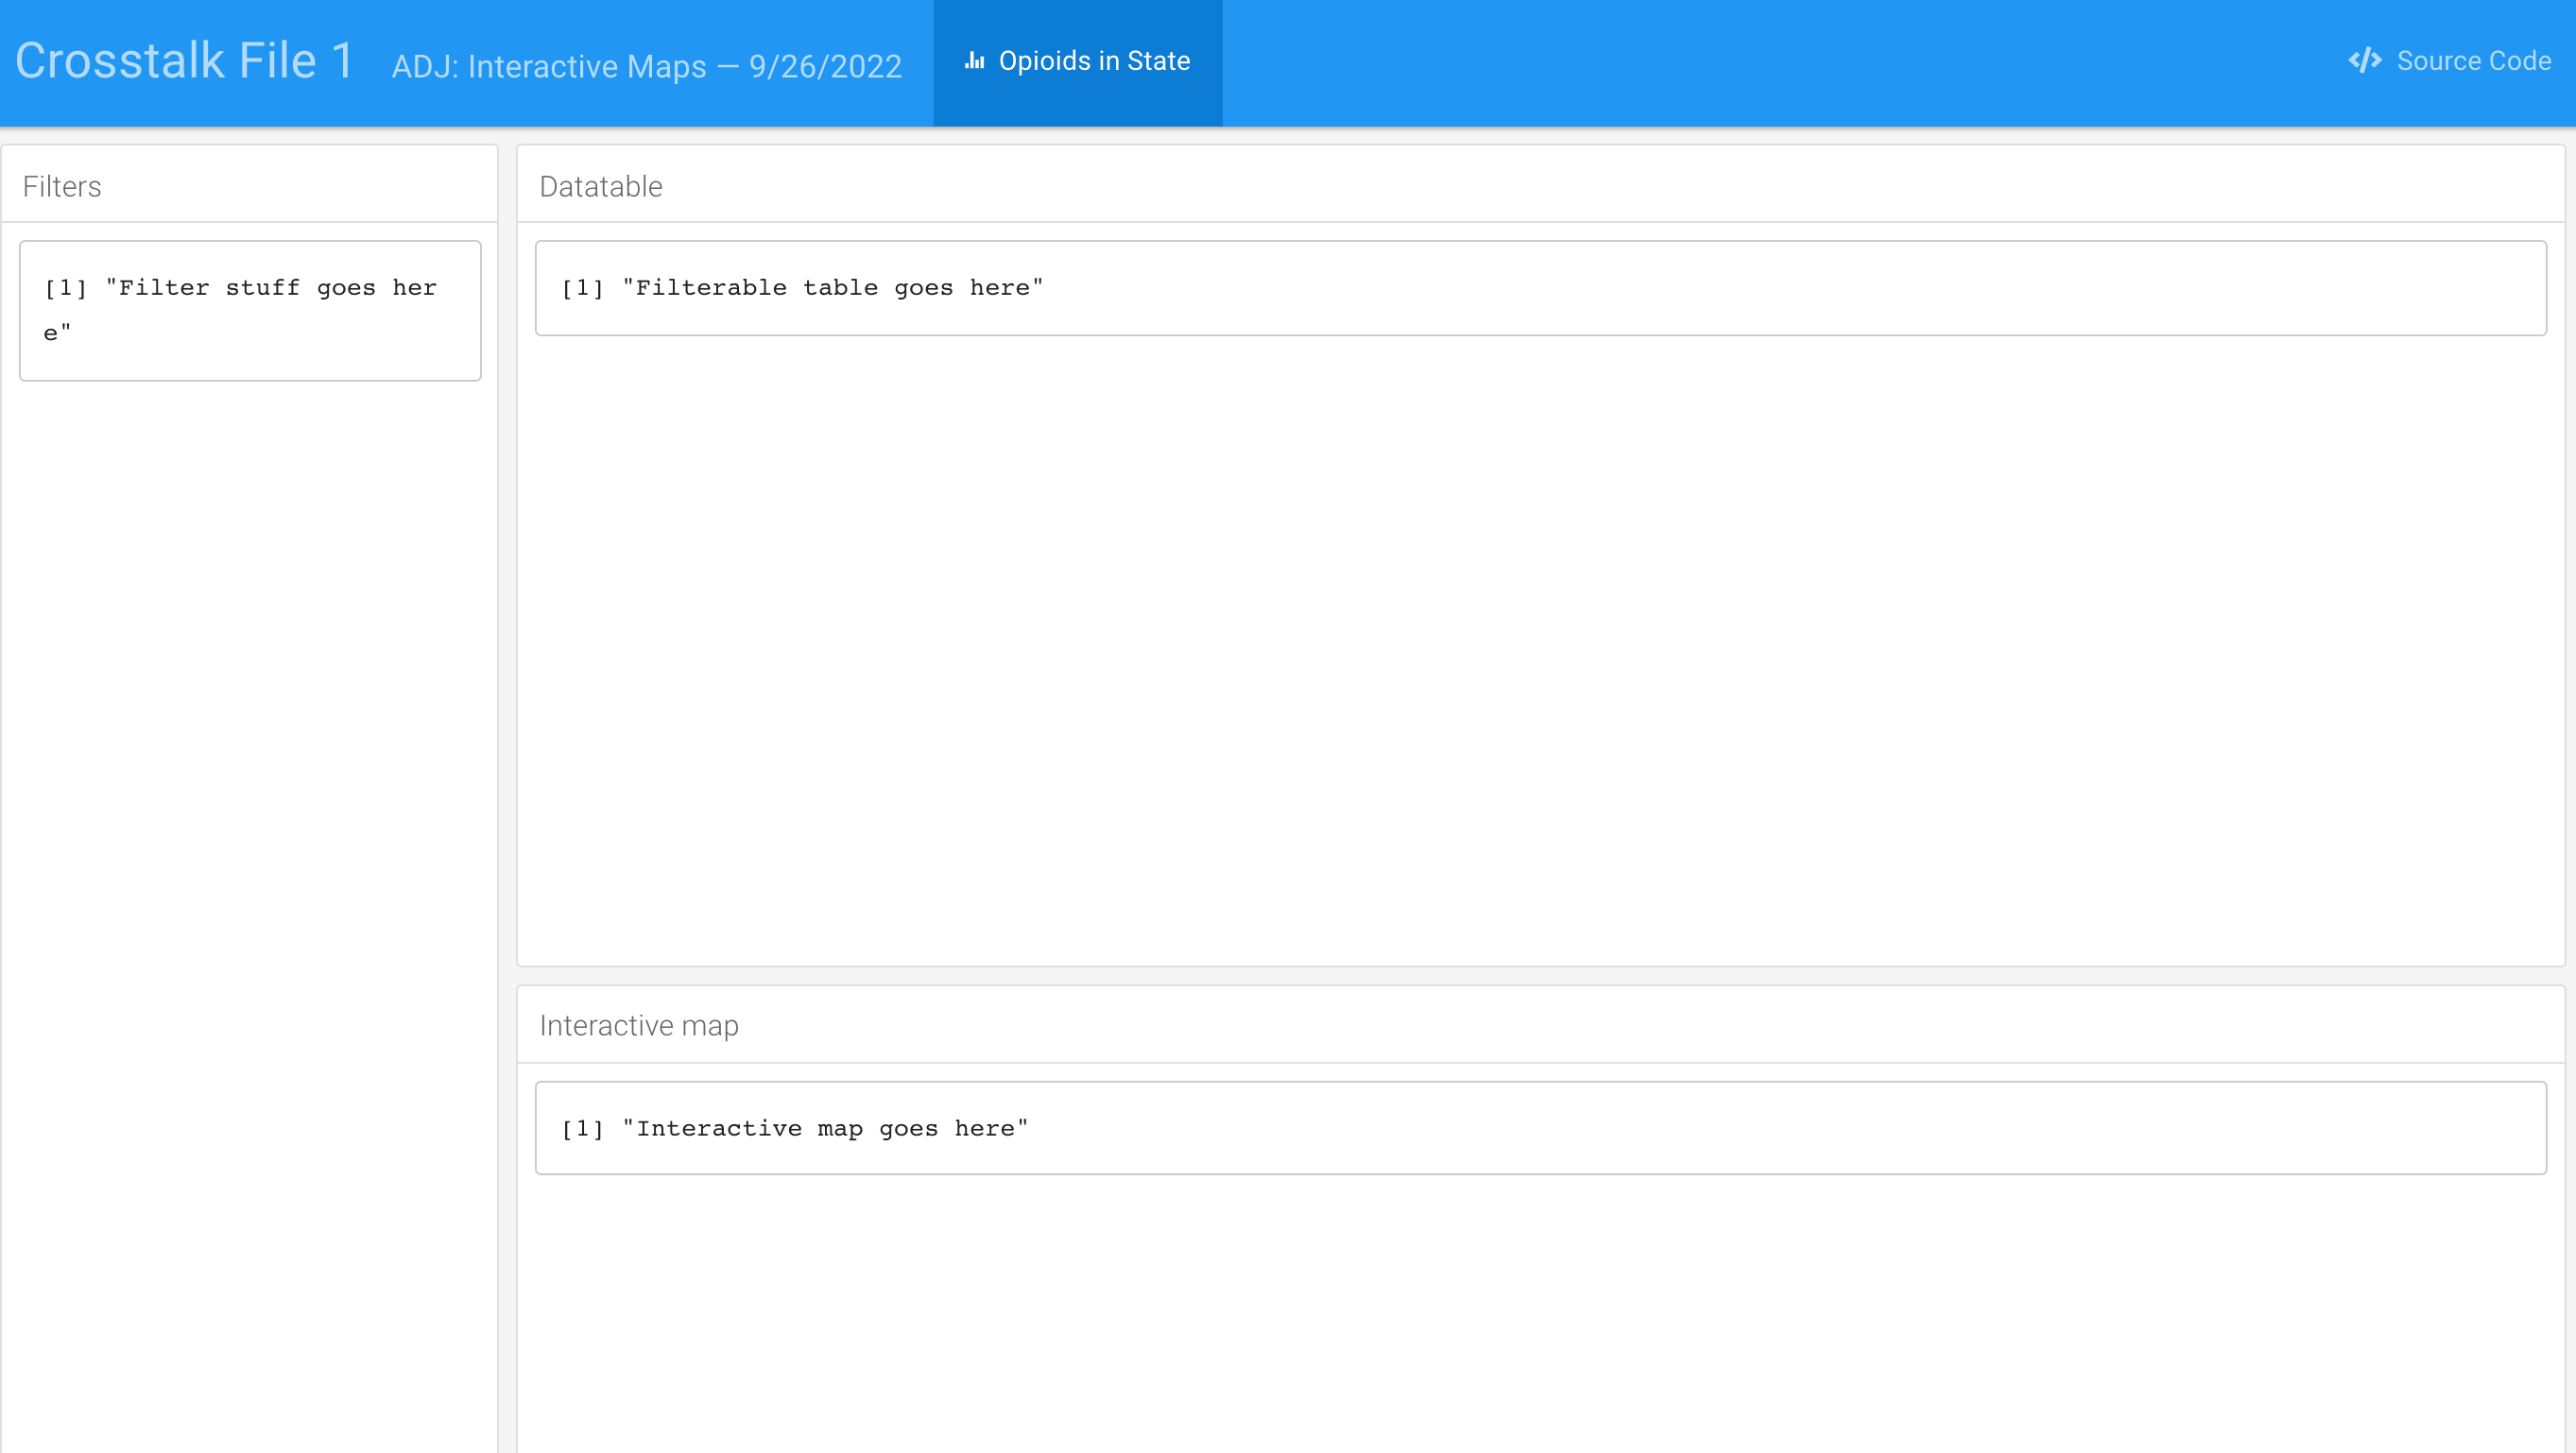 Crosstalk File 1 ADJ: Interactive Maps — 9/26/2022 Opioids in State Source Code
Filters
[1] "Filter stuff goes her
e"
Datatable
[1] "Filterable table goes here"
Interactive map
[1] "Interactive map goes here"